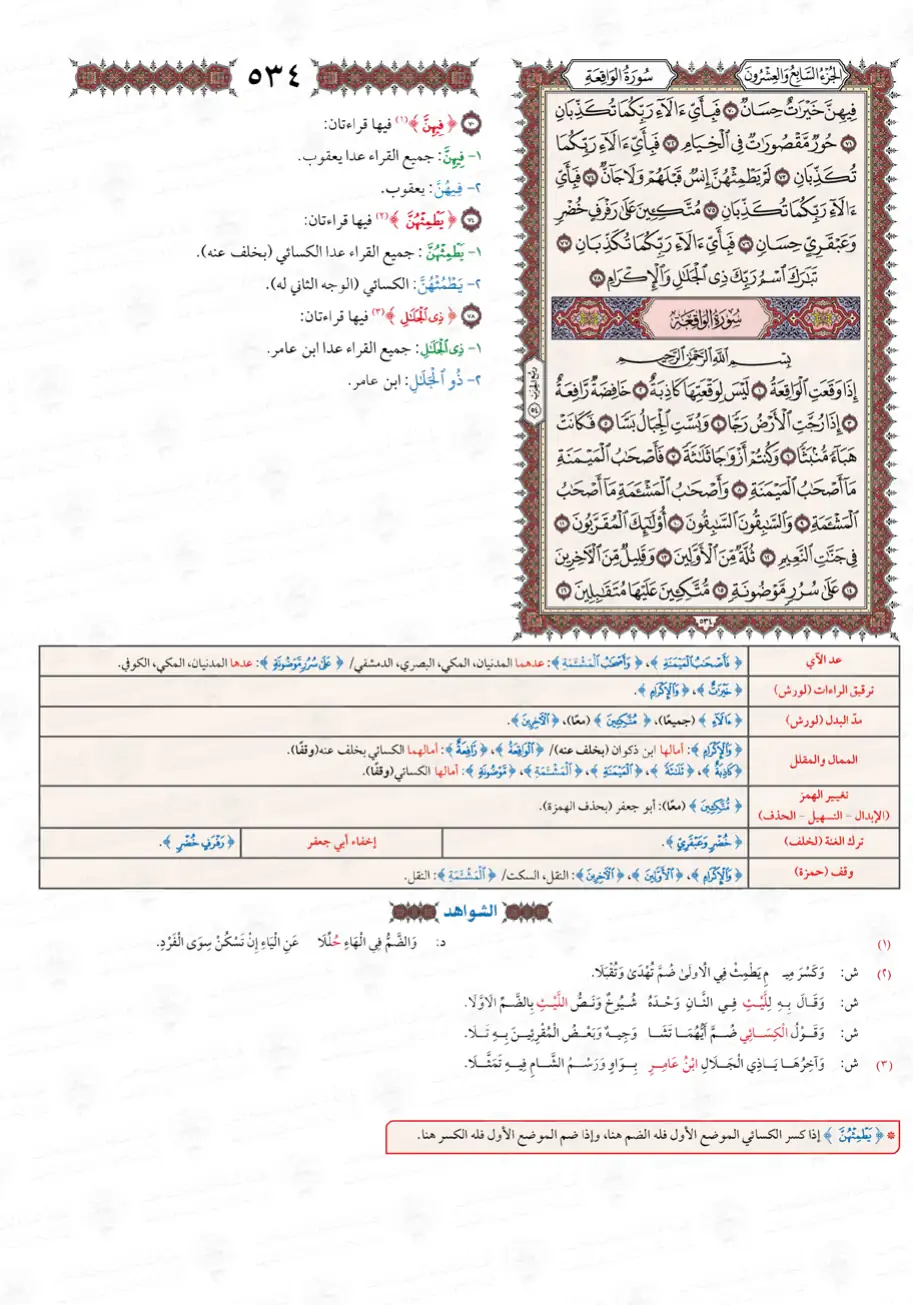 الجزء السابع والعشرون
سورة الواقعة
٥٣٤
فِيهِنَّ خَيْرَٰتٌ حِسَانٌ ٧٠ فَبِأَيِّ ءَالَآءِ رَبِّكُمَا تُكَذِّبَانِ
٧١ حُورٌ مَّقْصُورَٰتٌ فِي ٱلْخِيَامِ ٧٢ فَبِأَيِّ ءَالَآءِ رَبِّكُمَا
تُكَذِّبَانِ ٧٣ لَمْ يَطْمِثْهُنَّ إِنسٌ قَبْلَهُمْ وَلَا جَآنٌّ ٧٤ فَبِأَيِّ
ءَالَآءِ رَبِّكُمَا تُكَذِّبَانِ ٧٥ مُتَّكِـِٔينَ عَلَىٰ رَفْرَفٍ خُضْرٍ
وَعَبْقَرِيٍّ حِسَانٍ ٧٦ فَبِأَيِّ ءَالَآءِ رَبِّكُمَا تُكَذِّبَانِ ٧٧
تَبَٰرَكَ ٱسْمُ رَبِّكَ ذِي ٱلْجَلَٰلِ وَٱلْإِكْرَامِ ٧٨
سُورَةُ الوَاقِعَةِ
بِسْمِ ٱللَّهِ ٱلرَّحْمَٰنِ ٱلرَّحِيمِ
إِذَا وَقَعَتِ ٱلْوَاقِعَةُ ١ لَيْسَ لِوَقْعَتِهَا كَاذِبَةٌ ٢ خَافِضَةٌ رَّافِعَةٌ
٣ إِذَا رُجَّتِ ٱلْأَرْضُ رَجًّا ٤ وَبُسَّتِ ٱلْجِبَالُ بَسًّا ٥ فَكَانَتْ
هَبَآءً مُّنۢبَثًّا ٦ وَكُنتُمْ أَزْوَٰجًا ثَلَٰثَةً ٧ فَأَصْحَٰبُ ٱلْمَيْمَنَةِ
مَآ أَصْحَٰبُ ٱلْمَيْمَنَةِ ٨ وَأَصْحَٰبُ ٱلْمَشْـَٔمَةِ مَآ أَصْحَٰبُ
ٱلْمَشْـَٔمَةِ ٩ وَٱلسَّٰبِقُونَ ٱلسَّٰبِقُونَ ١٠ أُو۟لَٰٓئِكَ ٱلْمُقَرَّبُونَ ١١
فِي جَنَّٰتِ ٱلنَّعِيمِ ١٢ ثُلَّةٌ مِّنَ ٱلْأَوَّلِينَ ١٣ وَقَلِيلٌ مِّنَ ٱلْءَاخِرِينَ
١٤ عَلَىٰ سُرُرٍ مَّوْضُونَةٍ ١٥ مُّتَّكِـِٔينَ عَلَيْهَا مُتَقَٰبِلِينَ ١٦
٥٣٤
٧٠ ﴿ فِيهِنَّ ﴾(١) فيها قراءتان:
١- فِيهِنَّ: جميع القراء عدا يعقوب.
٢- فِيهُنَّ: يعقوب.
٧٤ ﴿ يَطْمِثْهُنَّ ﴾(٢) فيها قراءتان:
١- يَطْمِثْهُنَّ: جميع القراء عدا الكسائي (بخلف عنه).
٢- يَطْمُثْهُنَّ: الكسائي (الوجه الثاني له).
٧٨ ﴿ ذِي ٱلْجَلَٰلِ ﴾(٣) فيها قراءتان:
١- ذِي ٱلْجَلَٰلِ: جميع القراء عدا ابن عامر.
٢- ذُو ٱلْجَلَٰلِ: ابن عامر.
عد الآي ﴿ فَأَصْحَٰبُ ٱلْمَيْمَنَةِ ﴾، ﴿ وَأَصْحَٰبُ ٱلْمَشْـَٔمَةِ ﴾: عدهما المدنيان، المكي، البصري، الدمشقي/ ﴿ عَلَىٰ سُرُرٍ مَّوْضُونَةٍ ﴾: عدها المدنيان، المكي، الكوفي.
ترقيق الراءات (لورش) ﴿ خَيْرَٰتٌ ﴾، ﴿ وَٱلْإِكْرَامِ ﴾.
مدّ البدل (لورش) ﴿ ءَالَآءِ ﴾ (جميعًا)، ﴿ مُتَّكِـِٔينَ ﴾ (معًا)، ﴿ ٱلْءَاخِرِينَ ﴾.
الممال والمقلل ﴿ وَٱلْإِكْرَامِ ﴾: أمالها ابن ذكوان (بخلف عنه)/ ﴿ ٱلْوَاقِعَةُ ﴾، ﴿ رَّافِعَةٌ ﴾: أمالهما الكسائي بخلف عنه (وقفًا).
﴿ كَاذِبَةٌ ﴾، ﴿ ثَلَٰثَةً ﴾، ﴿ ٱلْمَيْمَنَةِ ﴾، ﴿ ٱلْمَشْـَٔمَةِ ﴾، ﴿ مَّوْضُونَةٍ ﴾: أمالها الكسائي (وقفًا).
تغيير الهمز
(الإبدال - التسهيل - الحذف) ﴿ مُتَّكِـِٔينَ ﴾ (معًا): أبو جعفر (بحذف الهمزة).
ترك الغنة (لخلف) ﴿ خُضْرٍ وَعَبْقَرِيٍّ ﴾. إخفاء أبي جعفر ﴿ رَفْرَفٍ خُضْرٍ ﴾.
وقف (حمزة) ﴿ وَٱلْإِكْرَامِ ﴾، ﴿ ٱلْأَوَّلِينَ ﴾، ﴿ ٱلْءَاخِرِينَ ﴾: النقل، السكت/ ﴿ ٱلْمَشْـَٔمَةِ ﴾: النقل.
الشواهد
(١) د: وَالضَّمُّ فِي الْهَاءِ حُلِّلَا عَنِ الْيَاءِ إِنْ تَسْكُنْ سِوَى الْفَرْدِ.
(٢) ش: وَكَسْرَ مِيمِ يَطْمِثْ فِي الاولَى ضُمَّ تُهْدَى وَتُقْبَلَا.
ش: وَقَالَ بِهِ لِلَّيْثِ فِي الثَّانِ وَحْدَهُ شُيُوخٌ وَنَصُّ اللَّيْثِ بِالضَّمِّ الاوَّلَا.
ش: وَقَوْلُ الْكِسَائِي ضُمَّ أَيُّهُمَا تَشَا وَجِيهٌ وَبَعْضُ الْمُقْرِئِينَ بِهِ تَلَا.
(٣) ش: وَآخِرُهَا يَاذِي الْجَلَالِ ابْنُ عَامِرٍ بِوَاوٍ وَرَسْمُ الشَّامِ فِيهِ تَمَثَّلَا.
* ﴿ يَطْمِثْهُنَّ ﴾ إذا كسر الكسائي الموضع الأول فله الضم هنا، وإذا ضم الموضع الأول فله الكسر هنا.